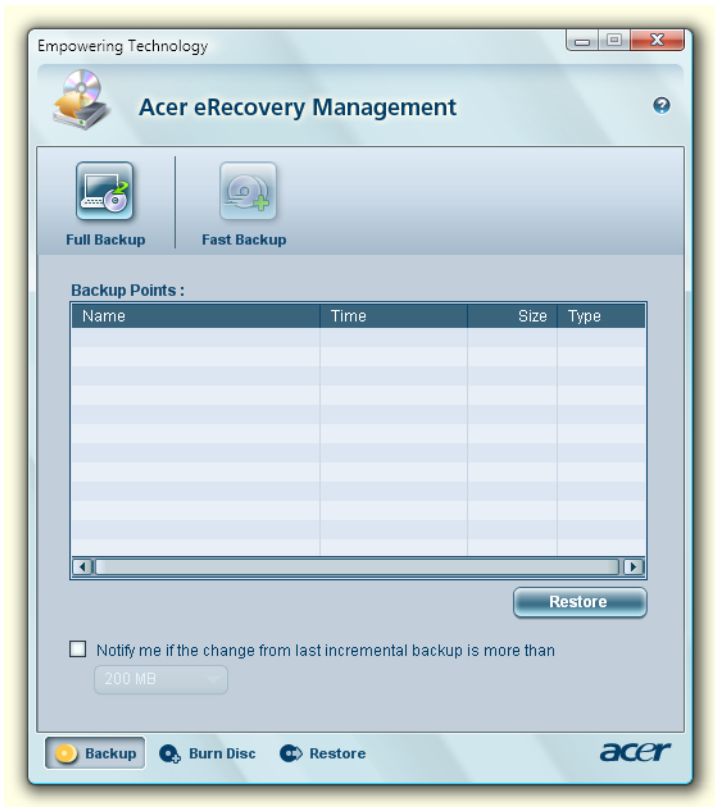 Empowering Technology
Acer eRecovery Management
Full Backup
Fast Backup
Backup Points :
Name Time Size Type
Restore
Notify me if the change from last incremental backup is more than
200 MB
Backup Burn Disc Restore
acer